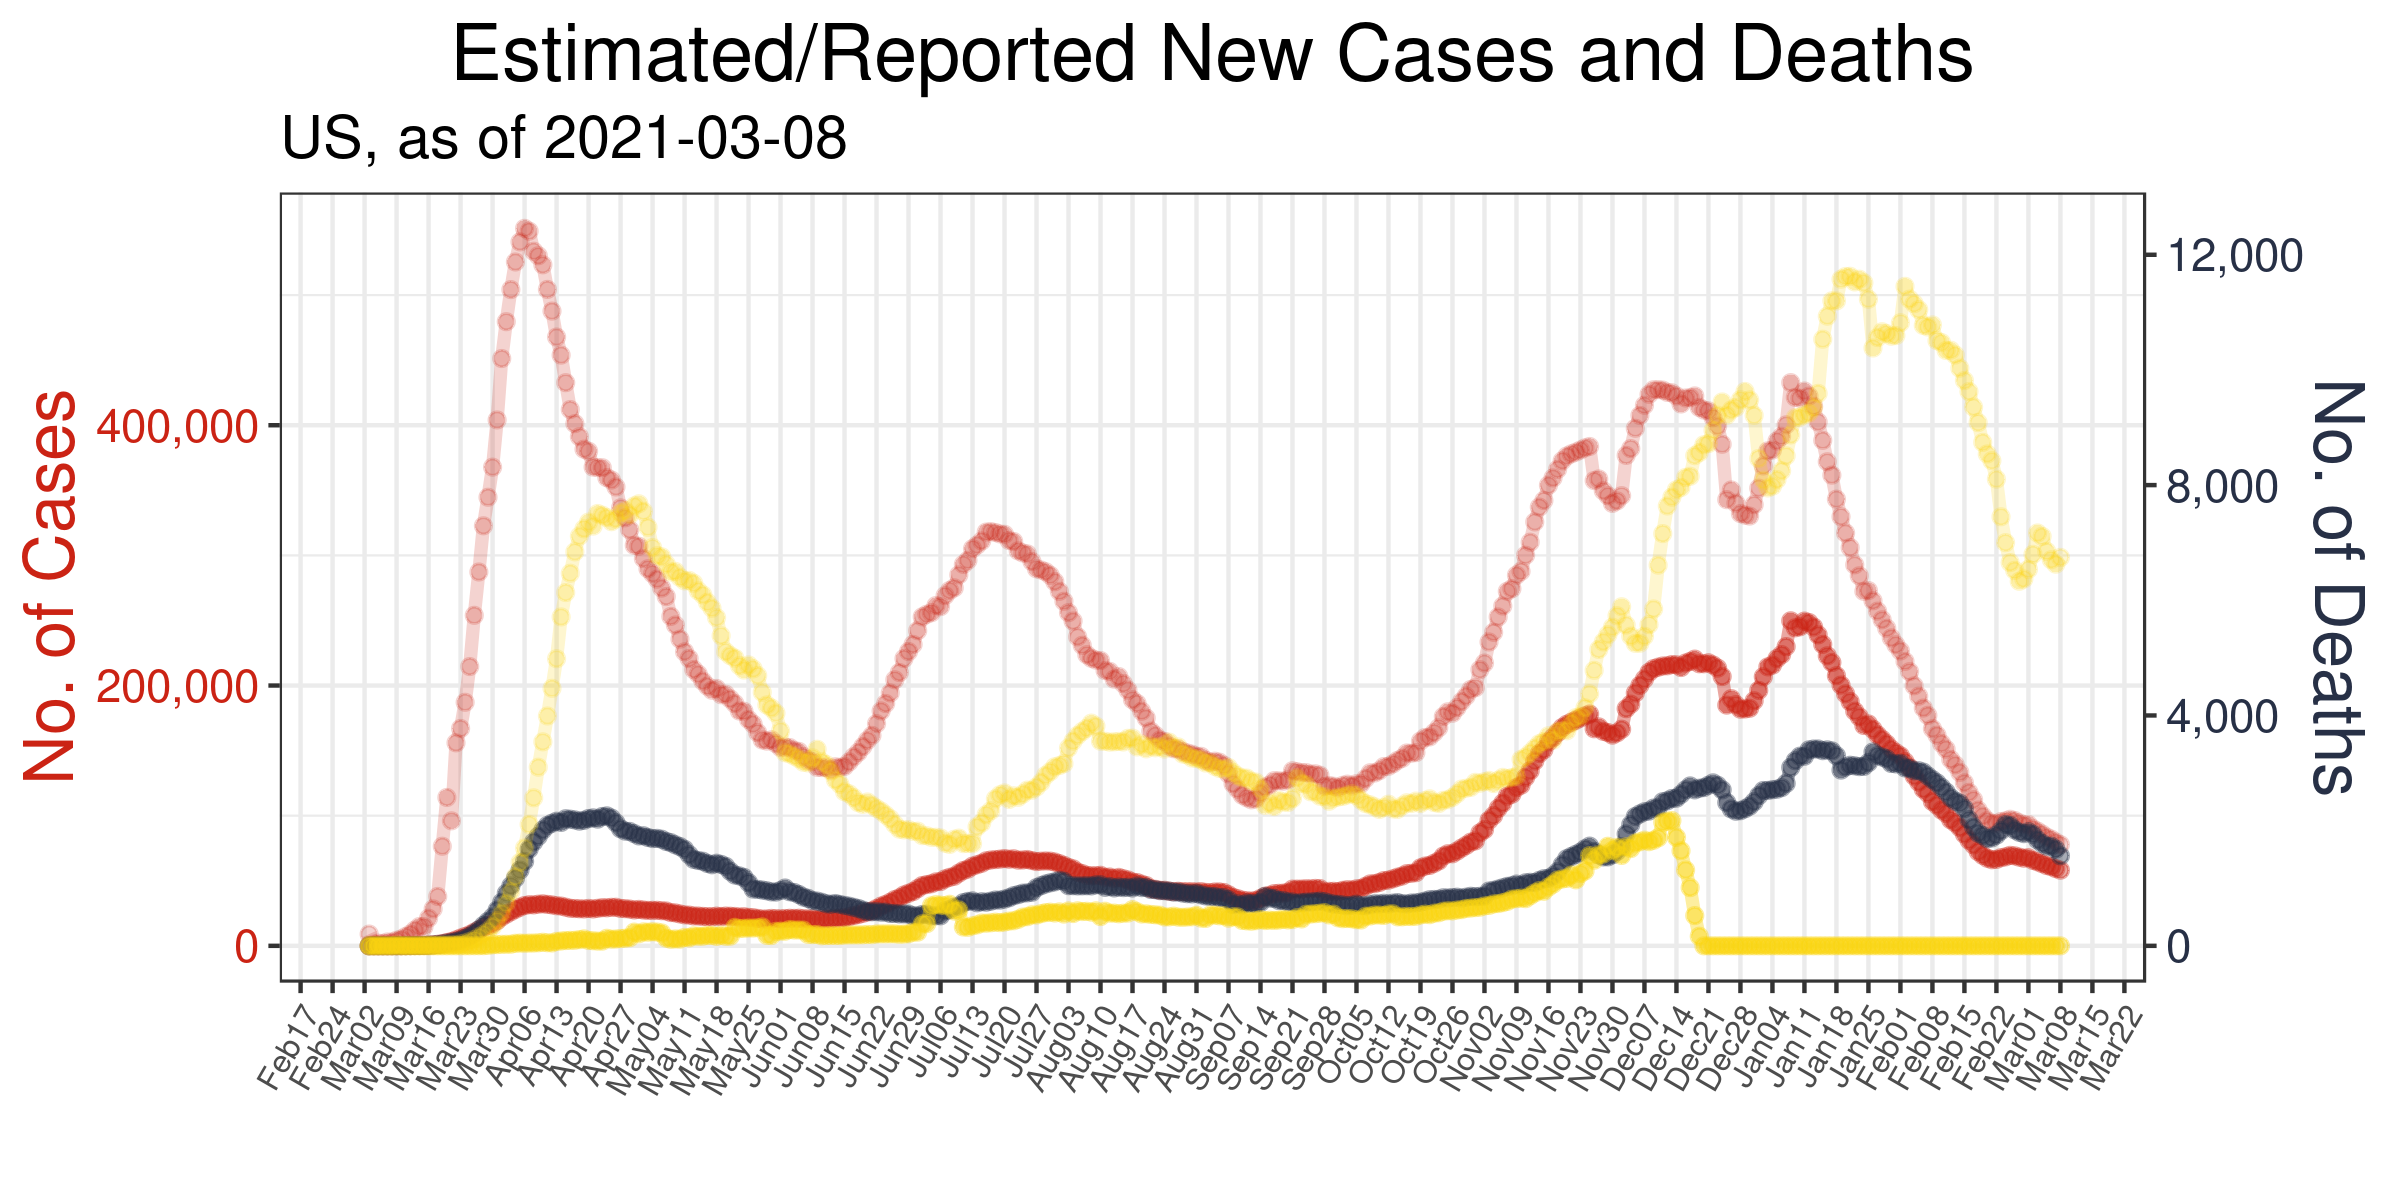 Estimated/Reported New Cases and Deaths
US, as of 2021-03-08
No. of Cases
400,000
200,000
0
12,000
8,000
4,000
0
No. of Deaths
Feb17
Feb24
Mar02
Mar09
Mar16
Mar23
Mar30
Apr06
Apr13
Apr20
Apr27
May04
May11
May18
May25
Jun01
Jun08
Jun15
Jun22
Jun29
Jul06
Jul13
Jul20
Jul27
Aug03
Aug10
Aug17
Aug24
Aug31
Sep07
Sep14
Sep21
Sep28
Oct05
Oct12
Oct19
Oct26
Nov02
Nov09
Nov16
Nov23
Nov30
Dec07
Dec14
Dec21
Dec28
Jan04
Jan11
Jan18
Jan25
Feb01
Feb08
Feb15
Feb22
Mar01
Mar08
Mar15
Mar22